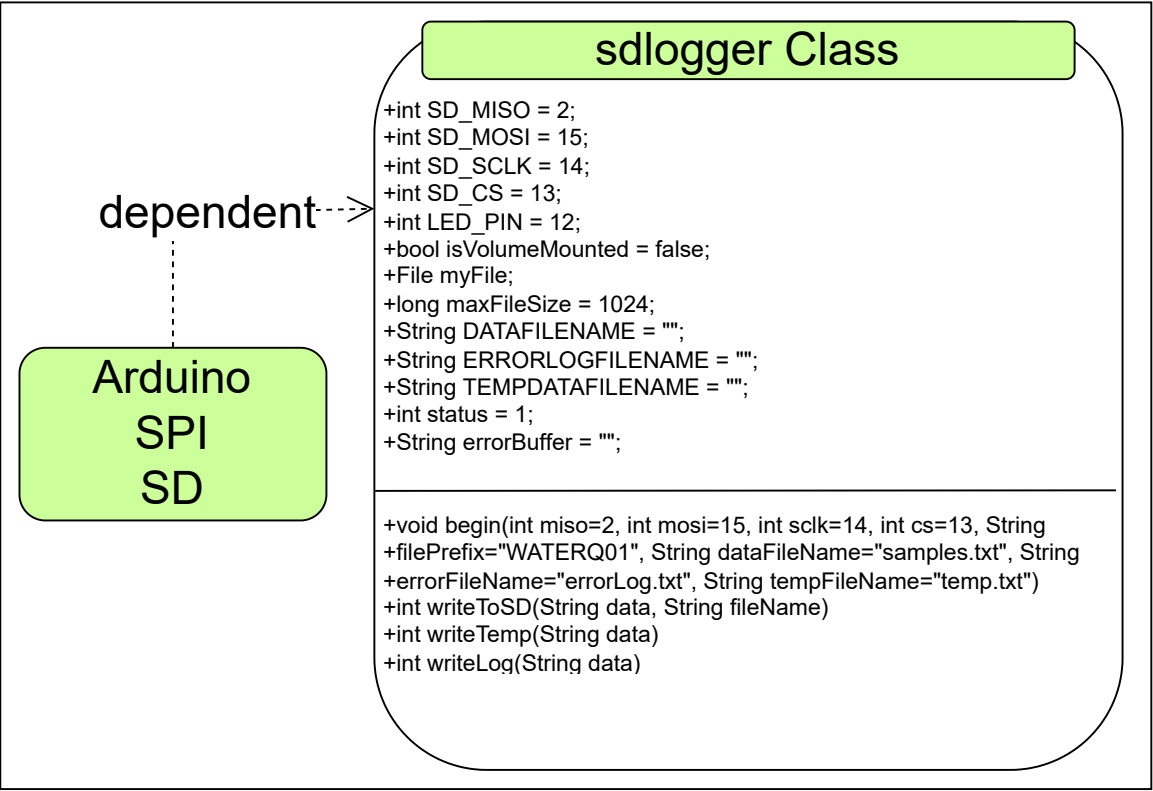 sdlogger Class
+int SD_MISO = 2;
+int SD_MOSI = 15;
+int SD_SCLK = 14;
+int SD_CS = 13;
+int LED_PIN = 12;
+bool isVolumeMounted = false;
+File myFile;
+long maxFileSize = 1024;
+String DATAFILENAME = "";
+String ERRORLOGFILENAME = "";
+String TEMPDATAFILENAME = "";
+int status = 1;
+String errorBuffer = "";
dependent
Arduino
SPI
SD
+void begin(int miso=2, int mosi=15, int sclk=14, int cs=13, String
+filePrefix="WATERQ01", String dataFileName="samples.txt", String
+errorFileName="errorLog.txt", String tempFileName="temp.txt")
+int writeToSD(String data, String fileName)
+int writeTemp(String data)
+int writeLog(String data)